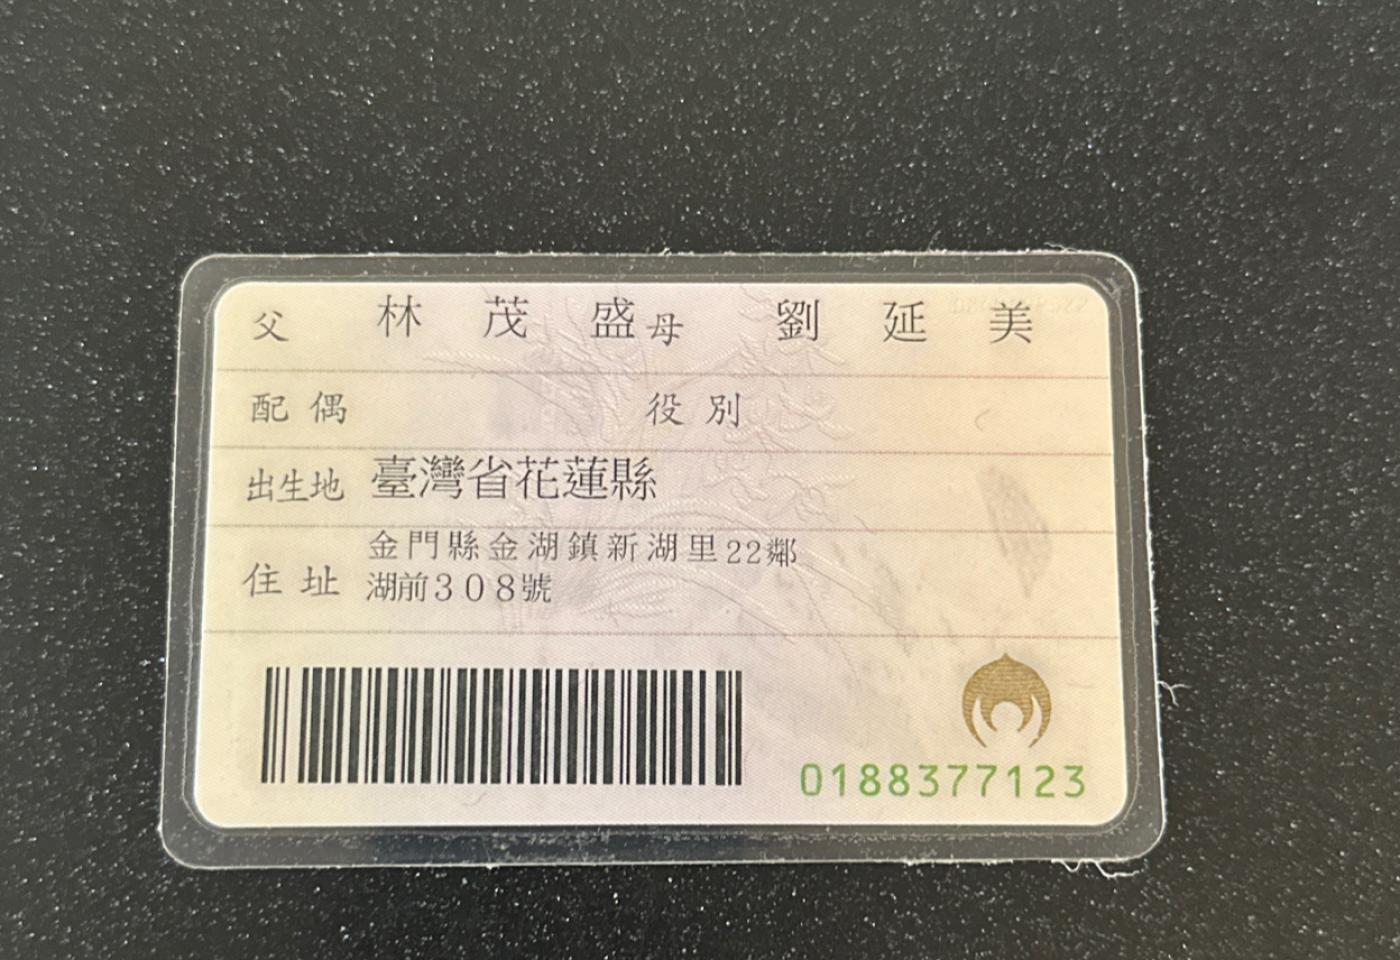 父 林茂盛 母 劉延美
配偶 役別
出生地 臺灣省花蓮縣
住址 金門縣金湖鎮新湖里22鄰
湖前308號
0188377123